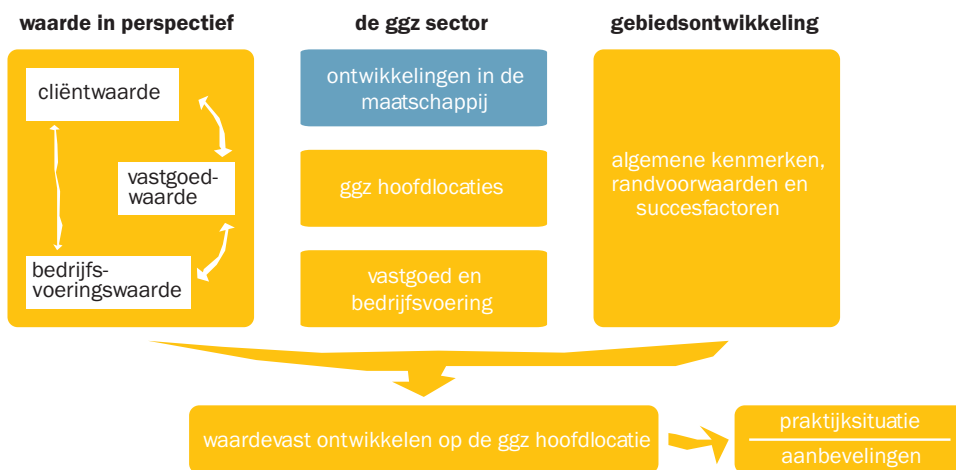 waarde in perspectief
cliëntwaarde
vastgoed-
waarde
bedrijfs-
voeringswaarde
de ggz sector
ontwikkelingen in de
maatschappij
ggz hoofdlocaties
vastgoed en
bedrijfsvoering
gebiedsontwikkeling
algemene kenmerken,
randvoorwaarden en
succesfactoren
waardevast ontwikkelen op de ggz hoofdlocatie
praktijksituatie
aanbevelingen